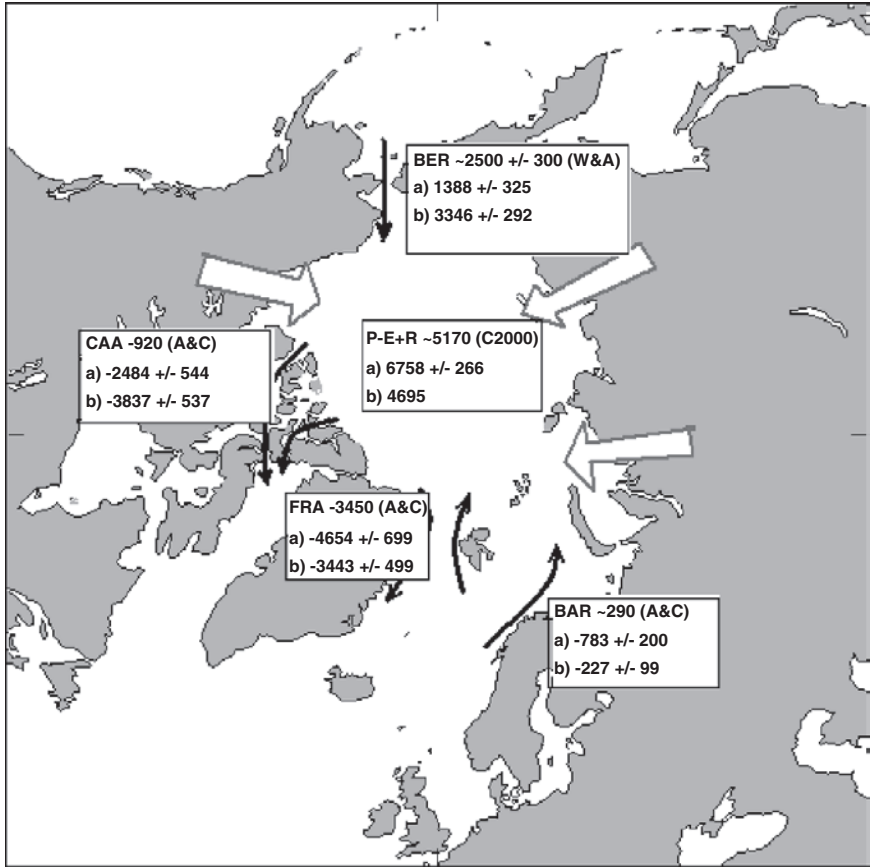 BER ~2500 +/- 300 (W&A)
a) 1388 +/- 325
b) 3346 +/- 292
P-E+R ~5170 (C2000)
a) 6758 +/- 266
b) 4695
CAA -920 (A&C)
a) -2484 +/- 544
b) -3837 +/- 537
FRA -3450 (A&C)
a) -4654 +/- 699
b) -3443 +/- 499
BAR ~290 (A&C)
a) -783 +/- 200
b) -227 +/- 99